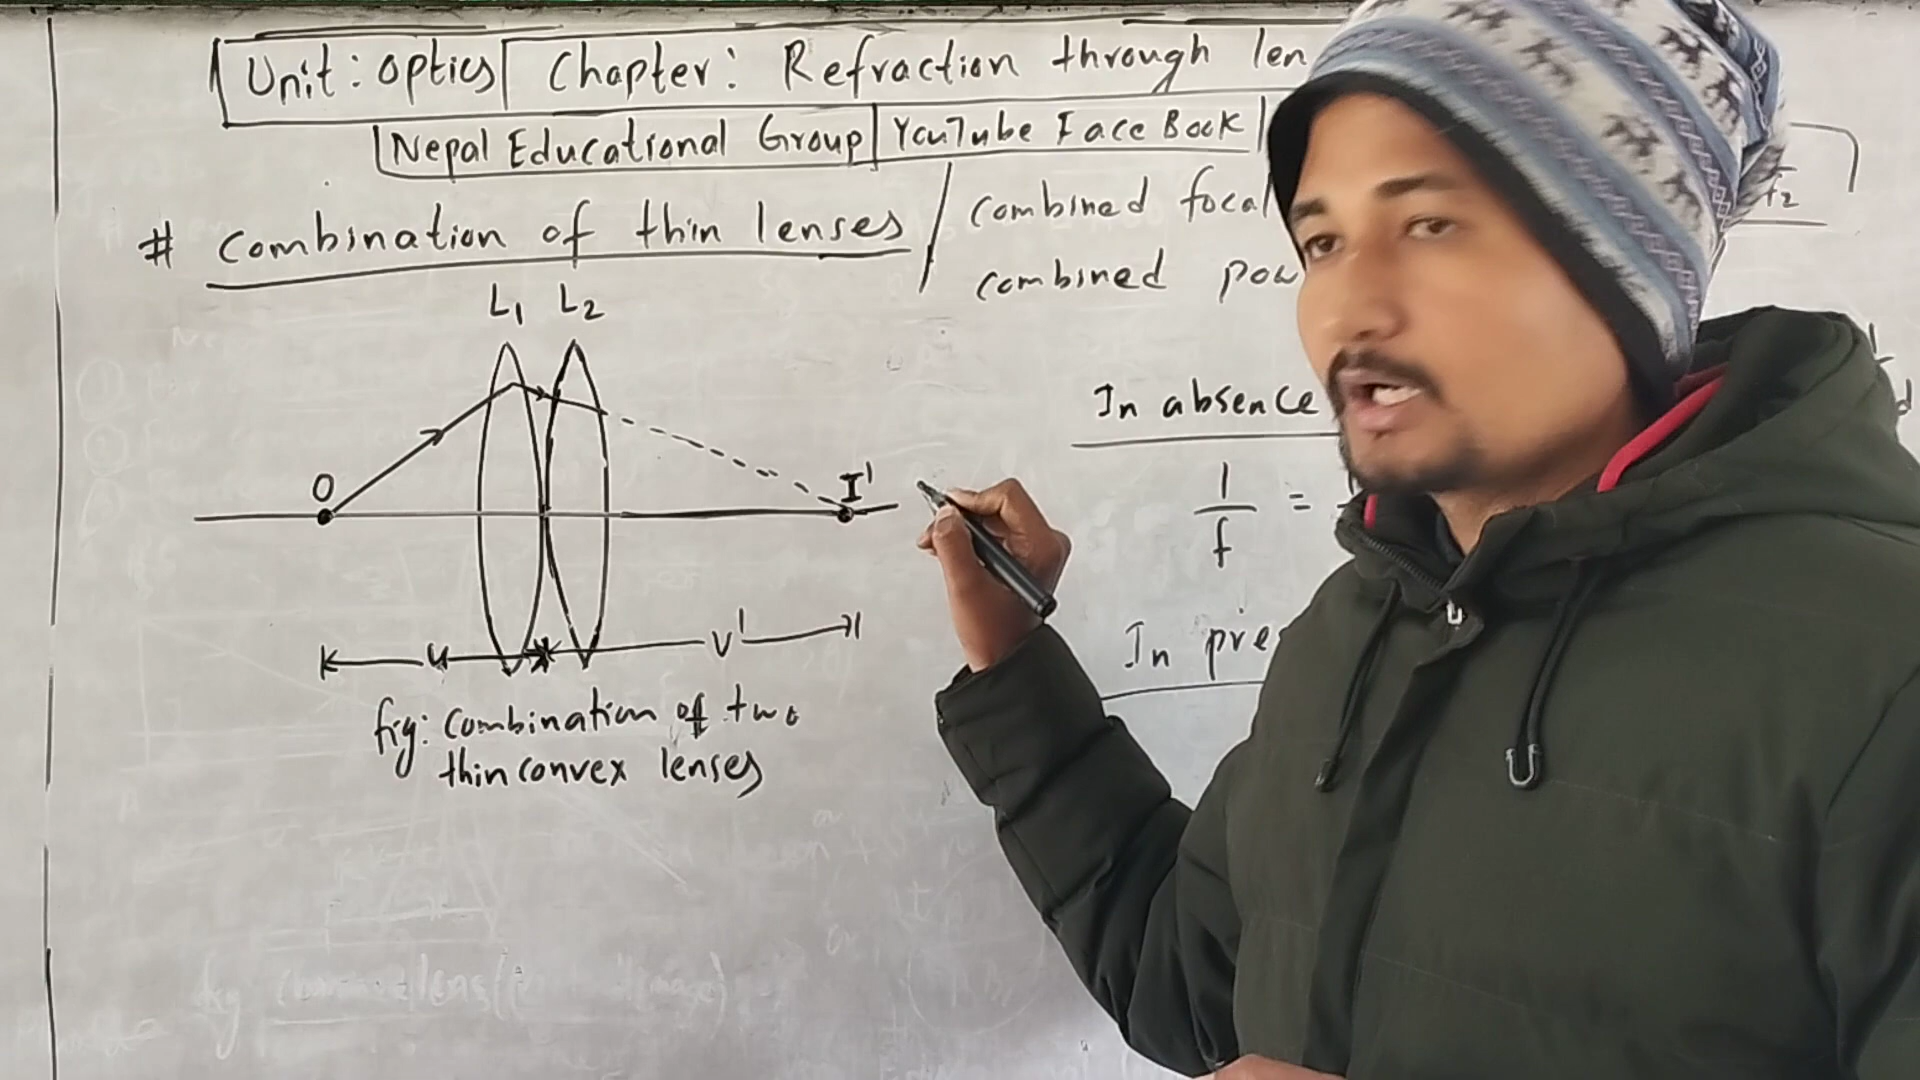 Unit: optics Chapter: Refraction through len
Nepal Educational Group YouTube FaceBook
# Combination of thin lenses / combined focal
combined pow
L1 L2
In absence
O I'
1/f =
u v'
In pre
fig: Combination of two
thin convex lenses